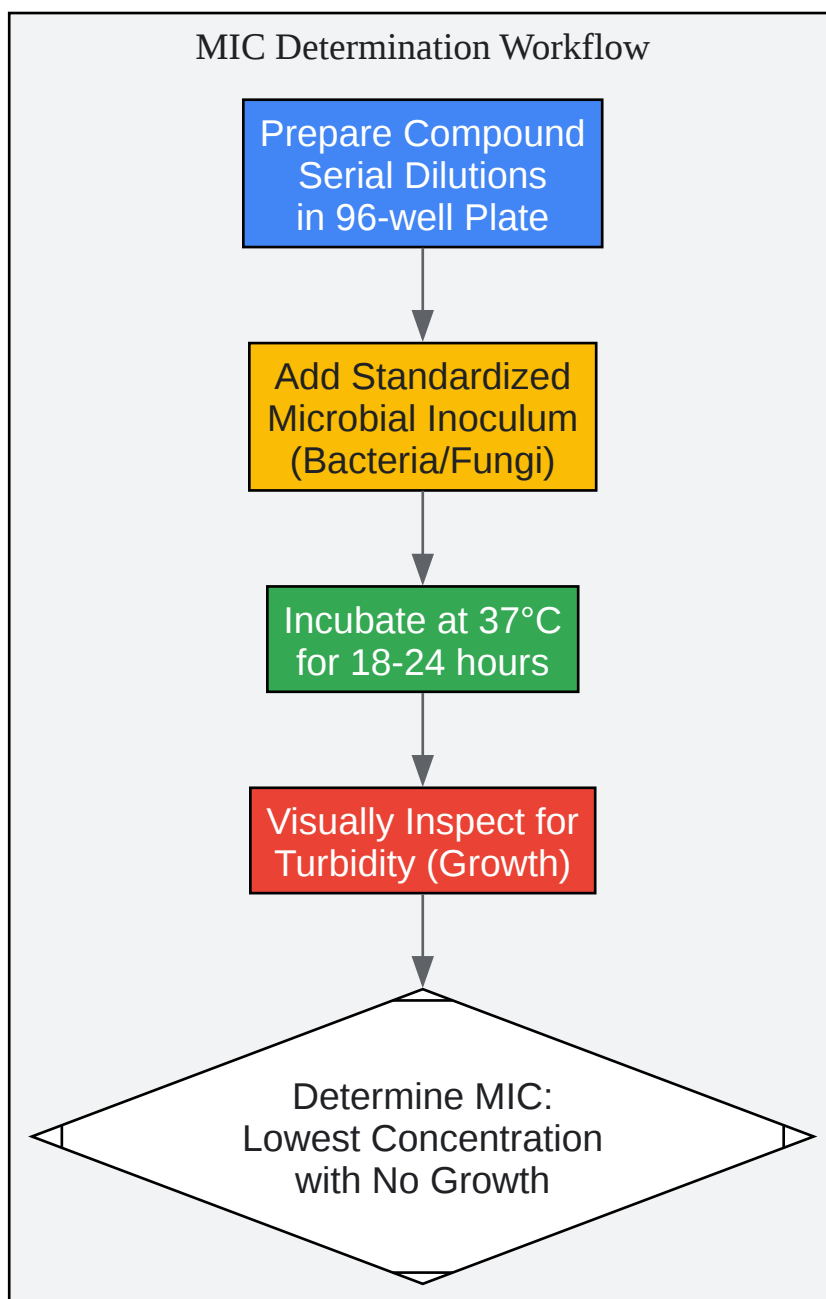 MIC Determination Workflow
Prepare Compound
Serial Dilutions
in 96-well Plate
Add Standardized
Microbial Inoculum
(Bacteria/Fungi)
Incubate at 37°C
for 18-24 hours
Visually Inspect for
Turbidity (Growth)
Determine MIC:
Lowest Concentration
with No Growth